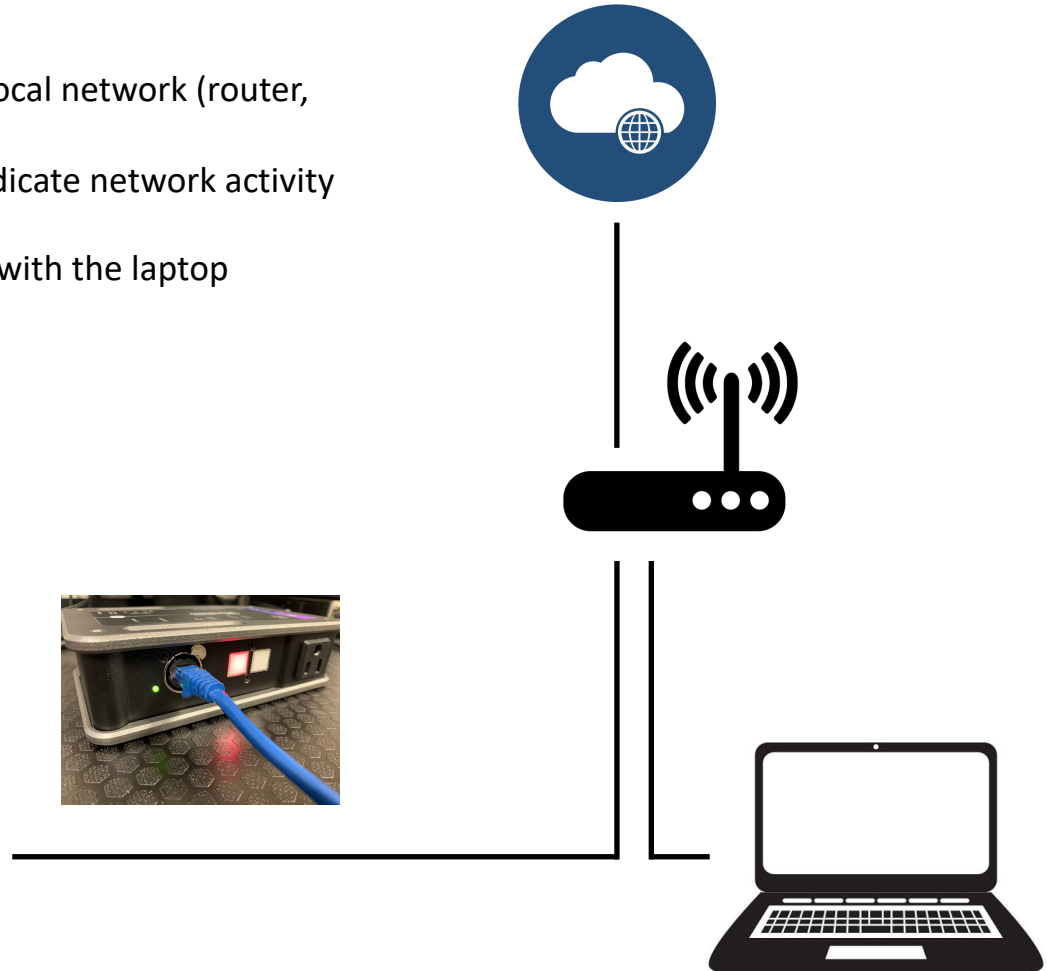 ocal network (router,
dicate network activity
with the laptop